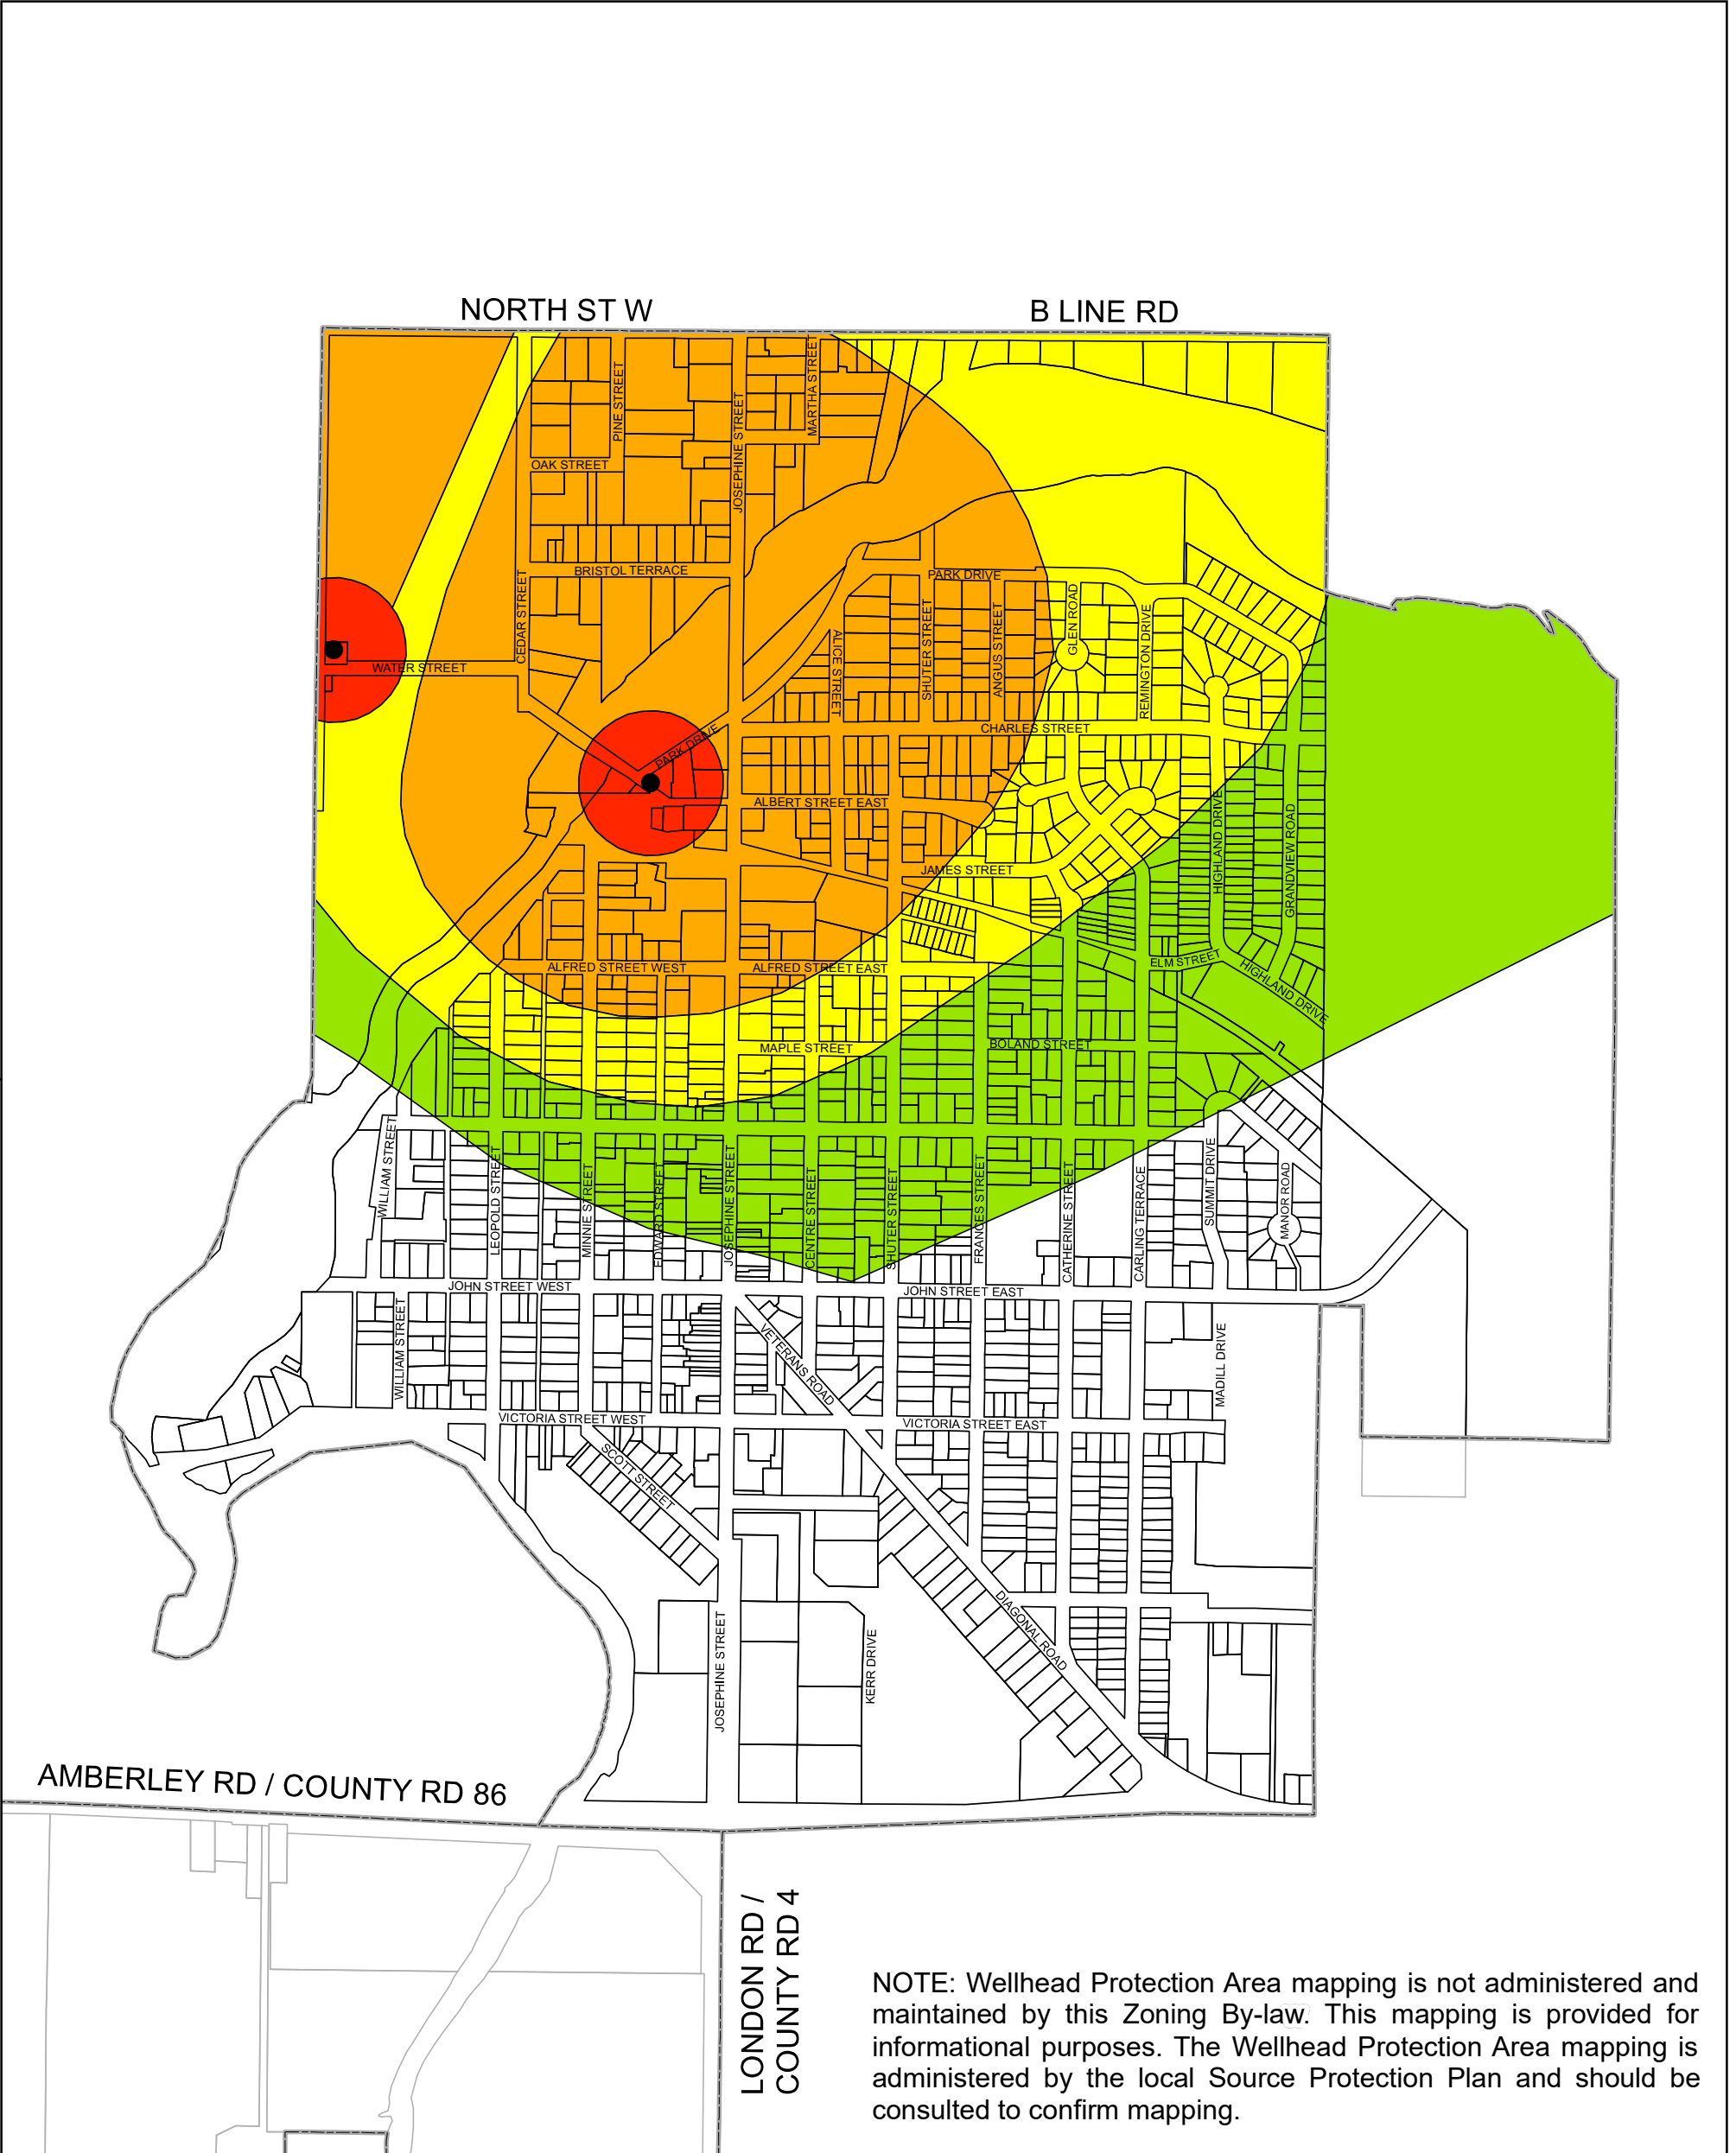 NORTH ST W
B LINE RD
MARTHA STREET
PINE STREET
JOSEPHINE STREET
OAK STREET
BRISTOL TERRACE
PARK DRIVE
CEDAR STREET
GLEN ROAD
SHUTER STREET
ANGUS STREET
REMINGTON DRIVE
ALICE STREET
WATER STREET
CHARLES STREET
PARK DRIVE
ALBERT STREET EAST
HIGHLAND DRIVE
GRANDVIEW ROAD
JAMES STREET
ALFRED STREET WEST
ALFRED STREET EAST
ELM STREET
HIGHLAND DRIVE
MAPLE STREET
BOLAND STREET
WILLIAM STREET
LEOPOLD STREET
MINNIE STREET
EDWARD STREET
JOSEPHINE STREET
CENTRE STREET
SHUTER STREET
FRANCES STREET
CATHERINE STREET
CARLING TERRACE
SUMMIT DRIVE
MANOR ROAD
JOHN STREET WEST
JOHN STREET EAST
WILLIAM STREET
VETERANS ROAD
MADILL DRIVE
VICTORIA STREET WEST
VICTORIA STREET EAST
SCOTT STREET
DIAGONAL ROAD
JOSEPHINE STREET
KERR DRIVE
AMBERLEY RD / COUNTY RD 86
LONDON RD /
COUNTY RD 4
NOTE: Wellhead Protection Area mapping is not administered and
maintained by this Zoning By-law. This mapping is provided for
informational purposes. The Wellhead Protection Area mapping is
administered by the local Source Protection Plan and should be
consulted to confirm mapping.